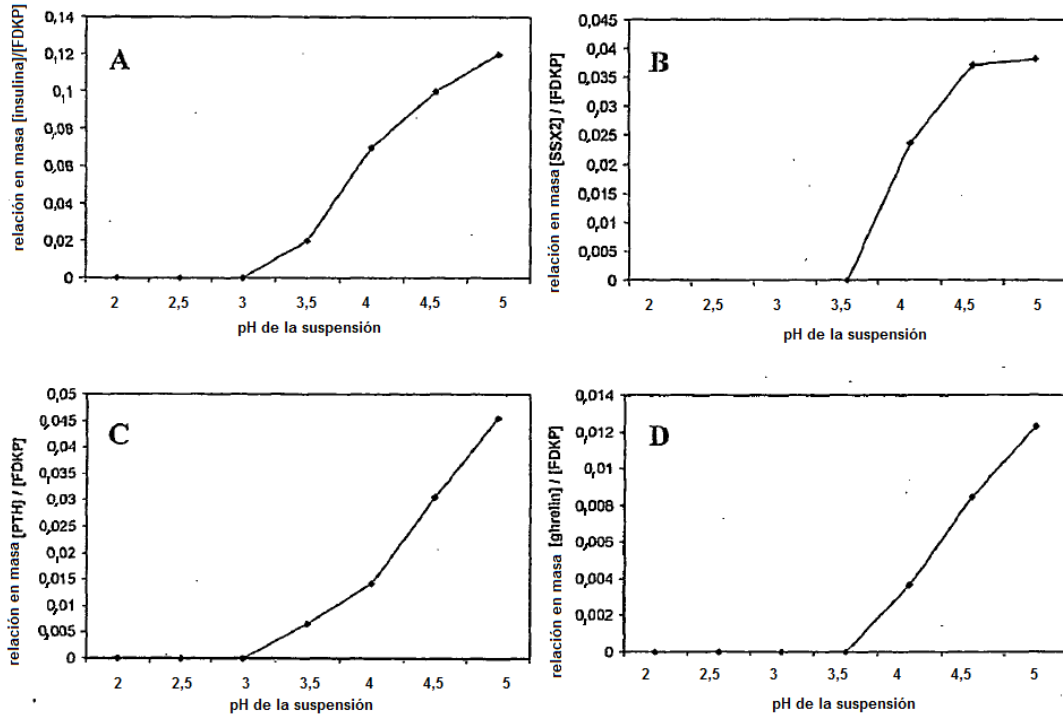 A
relación en masa [insulina]/[FDKP]
0,14
0,12
0,1
0,08
0,06
0,04
0,02
0
2 2,5 3 3,5 4 4,5 5
pH de la suspensión
B
relación en masa [SSX2] / [FDKP]
0,045
0,04
0,035
0,03
0,025
0,02
0,015
0,01
0,005
0
2 2,5 3 3,5 4 4,5 5
pH de la suspensión
C
relación en masa [PTH] / [FDKP]
0,05
0,045
0,04
0,035
0,03
0,025
0,02
0,015
0,01
0,005
0
2 2,5 3 3,5 4 4,5 5
pH de la suspensión
D
relación en masa [ghrelin] / [FDKP]
0,014
0,012
0,01
0,008
0,006
0,004
0,002
0
2 2,5 3 3,5 4 4,5 5
pH de la suspensión